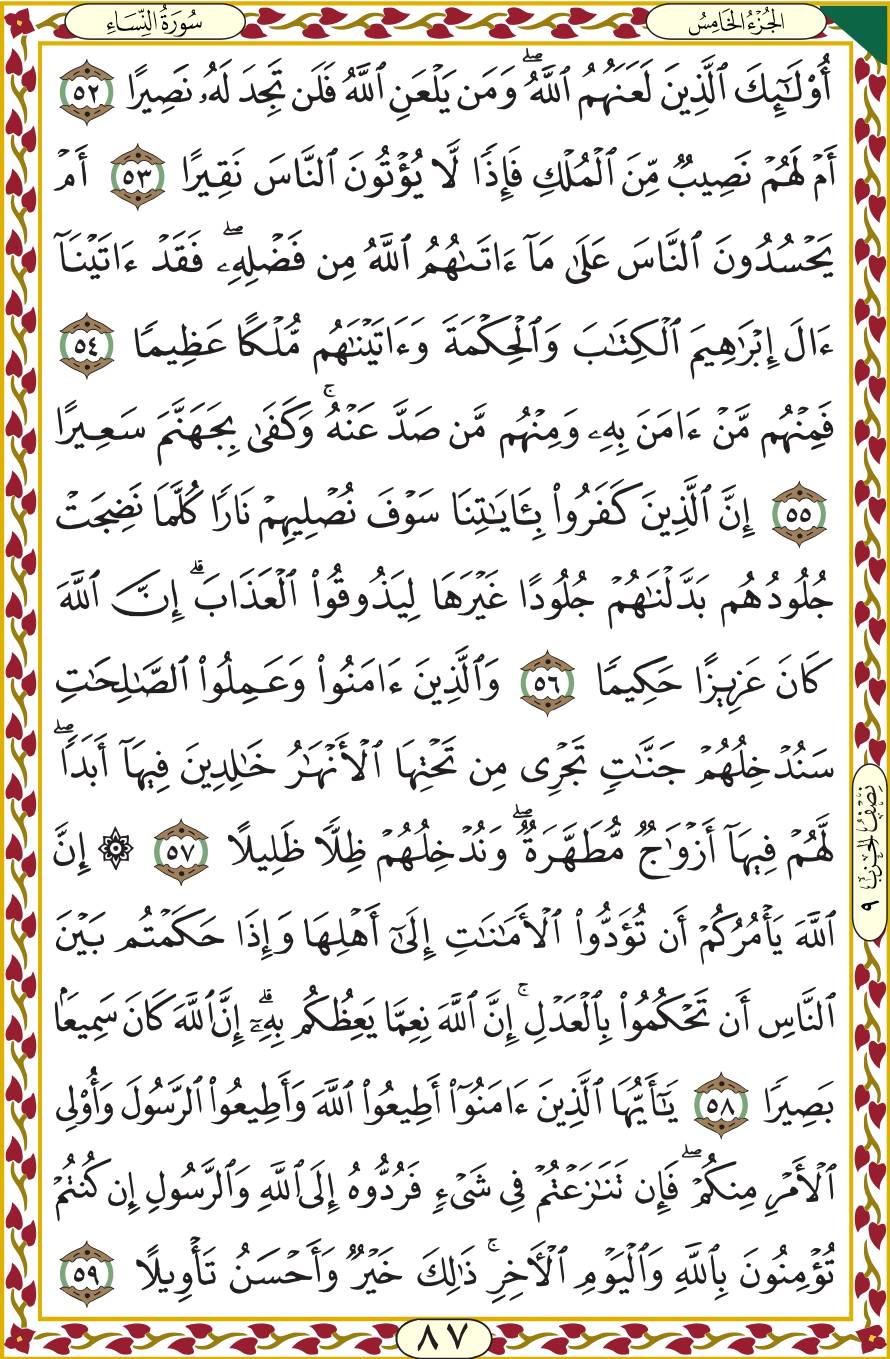 الجُزْءُ الخَامِسُ
سُورَةُ النِّسَاءِ
أُوْلَـٰٓئِكَ ٱلَّذِينَ لَعَنَهُمُ ٱللَّهُۖ وَمَن يَلْعَنِ ٱللَّهُ فَلَن تَجِدَ لَهُۥ نَصِيرًا ٥٢
أَمْ لَهُمْ نَصِيبٌ مِّنَ ٱلْمُلْكِ فَإِذًا لَّا يُؤْتُونَ ٱلنَّاسَ نَقِيرًا ٥٣ أَمْ
يَحْسُدُونَ ٱلنَّاسَ عَلَىٰ مَآ ءَاتَىٰهُمُ ٱللَّهُ مِن فَضْلِهِۦۖ فَقَدْ ءَاتَيْنَآ
ءَالَ إِبْرَٰهِيمَ ٱلْكِتَـٰبَ وَٱلْحِكْمَةَ وَءَاتَيْنَـٰهُم مُّلْكًا عَظِيمًا ٥٤
فَمِنْهُم مَّنْ ءَامَنَ بِهِۦ وَمِنْهُم مَّن صَدَّ عَنْهُۚ وَكَفَىٰ بِجَهَنَّمَ سَعِيرًا
٥٥ إِنَّ ٱلَّذِينَ كَفَرُوا۟ بِـَٔايَـٰتِنَا سَوْفَ نُصْلِيهِمْ نَارًا كُلَّمَا نَضِجَتْ
جُلُودُهُم بَدَّلْنَـٰهُمْ جُلُودًا غَيْرَهَا لِيَذُوقُوا۟ ٱلْعَذَابَۗ إِنَّ ٱللَّهَ
كَانَ عَزِيزًا حَكِيمًا ٥٦ وَٱلَّذِينَ ءَامَنُوا۟ وَعَمِلُوا۟ ٱلصَّـٰلِحَـٰتِ
سَنُدْخِلُهُمْ جَنَّـٰتٍ تَجْرِى مِن تَحْتِهَا ٱلْأَنْهَـٰرُ خَـٰلِدِينَ فِيهَآ أَبَدًاۖ
لَّهُمْ فِيهَآ أَزْوَٰجٌ مُّطَهَّرَةٌۖ وَنُدْخِلُهُمْ ظِلًّا ظَلِيلًا ٥٧ ۞ إِنَّ
ٱللَّهَ يَأْمُرُكُمْ أَن تُؤَدُّوا۟ ٱلْأَمَـٰنَـٰتِ إِلَىٰٓ أَهْلِهَا وَإِذَا حَكَمْتُم بَيْنَ
ٱلنَّاسِ أَن تَحْكُمُوا۟ بِٱلْعَدْلِۚ إِنَّ ٱللَّهَ نِعِمَّا يَعِظُكُم بِهِۦٓۗ إِنَّ ٱللَّهَ كَانَ سَمِيعَۢا
بَصِيرًا ٥٨ يَـٰٓأَيُّهَا ٱلَّذِينَ ءَامَنُوٓا۟ أَطِيعُوا۟ ٱللَّهَ وَأَطِيعُوا۟ ٱلرَّسُولَ وَأُو۟لِى
ٱلْأَمْرِ مِنكُمْۖ فَإِن تَنَـٰزَعْتُمْ فِى شَىْءٍ فَرُدُّوهُ إِلَى ٱللَّهِ وَٱلرَّسُولِ إِن كُنتُمْ
تُؤْمِنُونَ بِٱللَّهِ وَٱلْيَوْمِ ٱلْـَٔاخِرِۚ ذَٰلِكَ خَيْرٌ وَأَحْسَنُ تَأْوِيلًا ٥٩
نِصْفُ الحِزْبِ ٩
٨٧